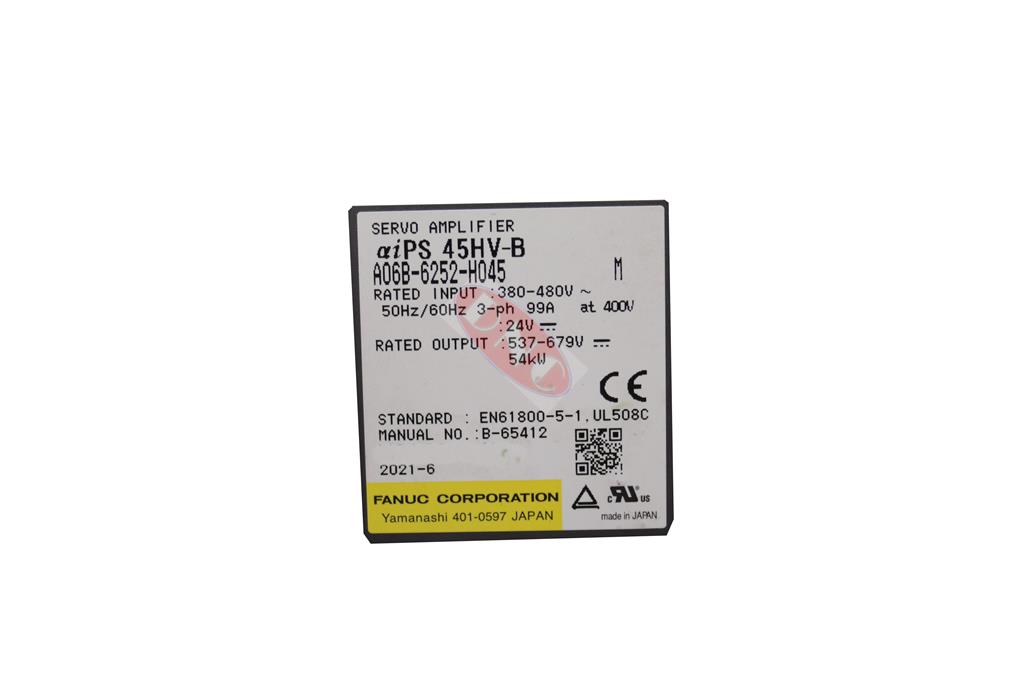 SERVO AMPLIFIER
αiPS 45HV-B
A06B-6252-H045 M
RATED INPUT :380-480V ~
50Hz/60Hz 3-ph 99A at 400V
:24V ⎓
RATED OUTPUT :537-679V ⎓
54kW
CE
STANDARD : EN61800-5-1,UL508C
MANUAL NO.:B-65412
2021-6
FANUC CORPORATION
Yamanashi 401-0597 JAPAN
c RU us
made in JAPAN